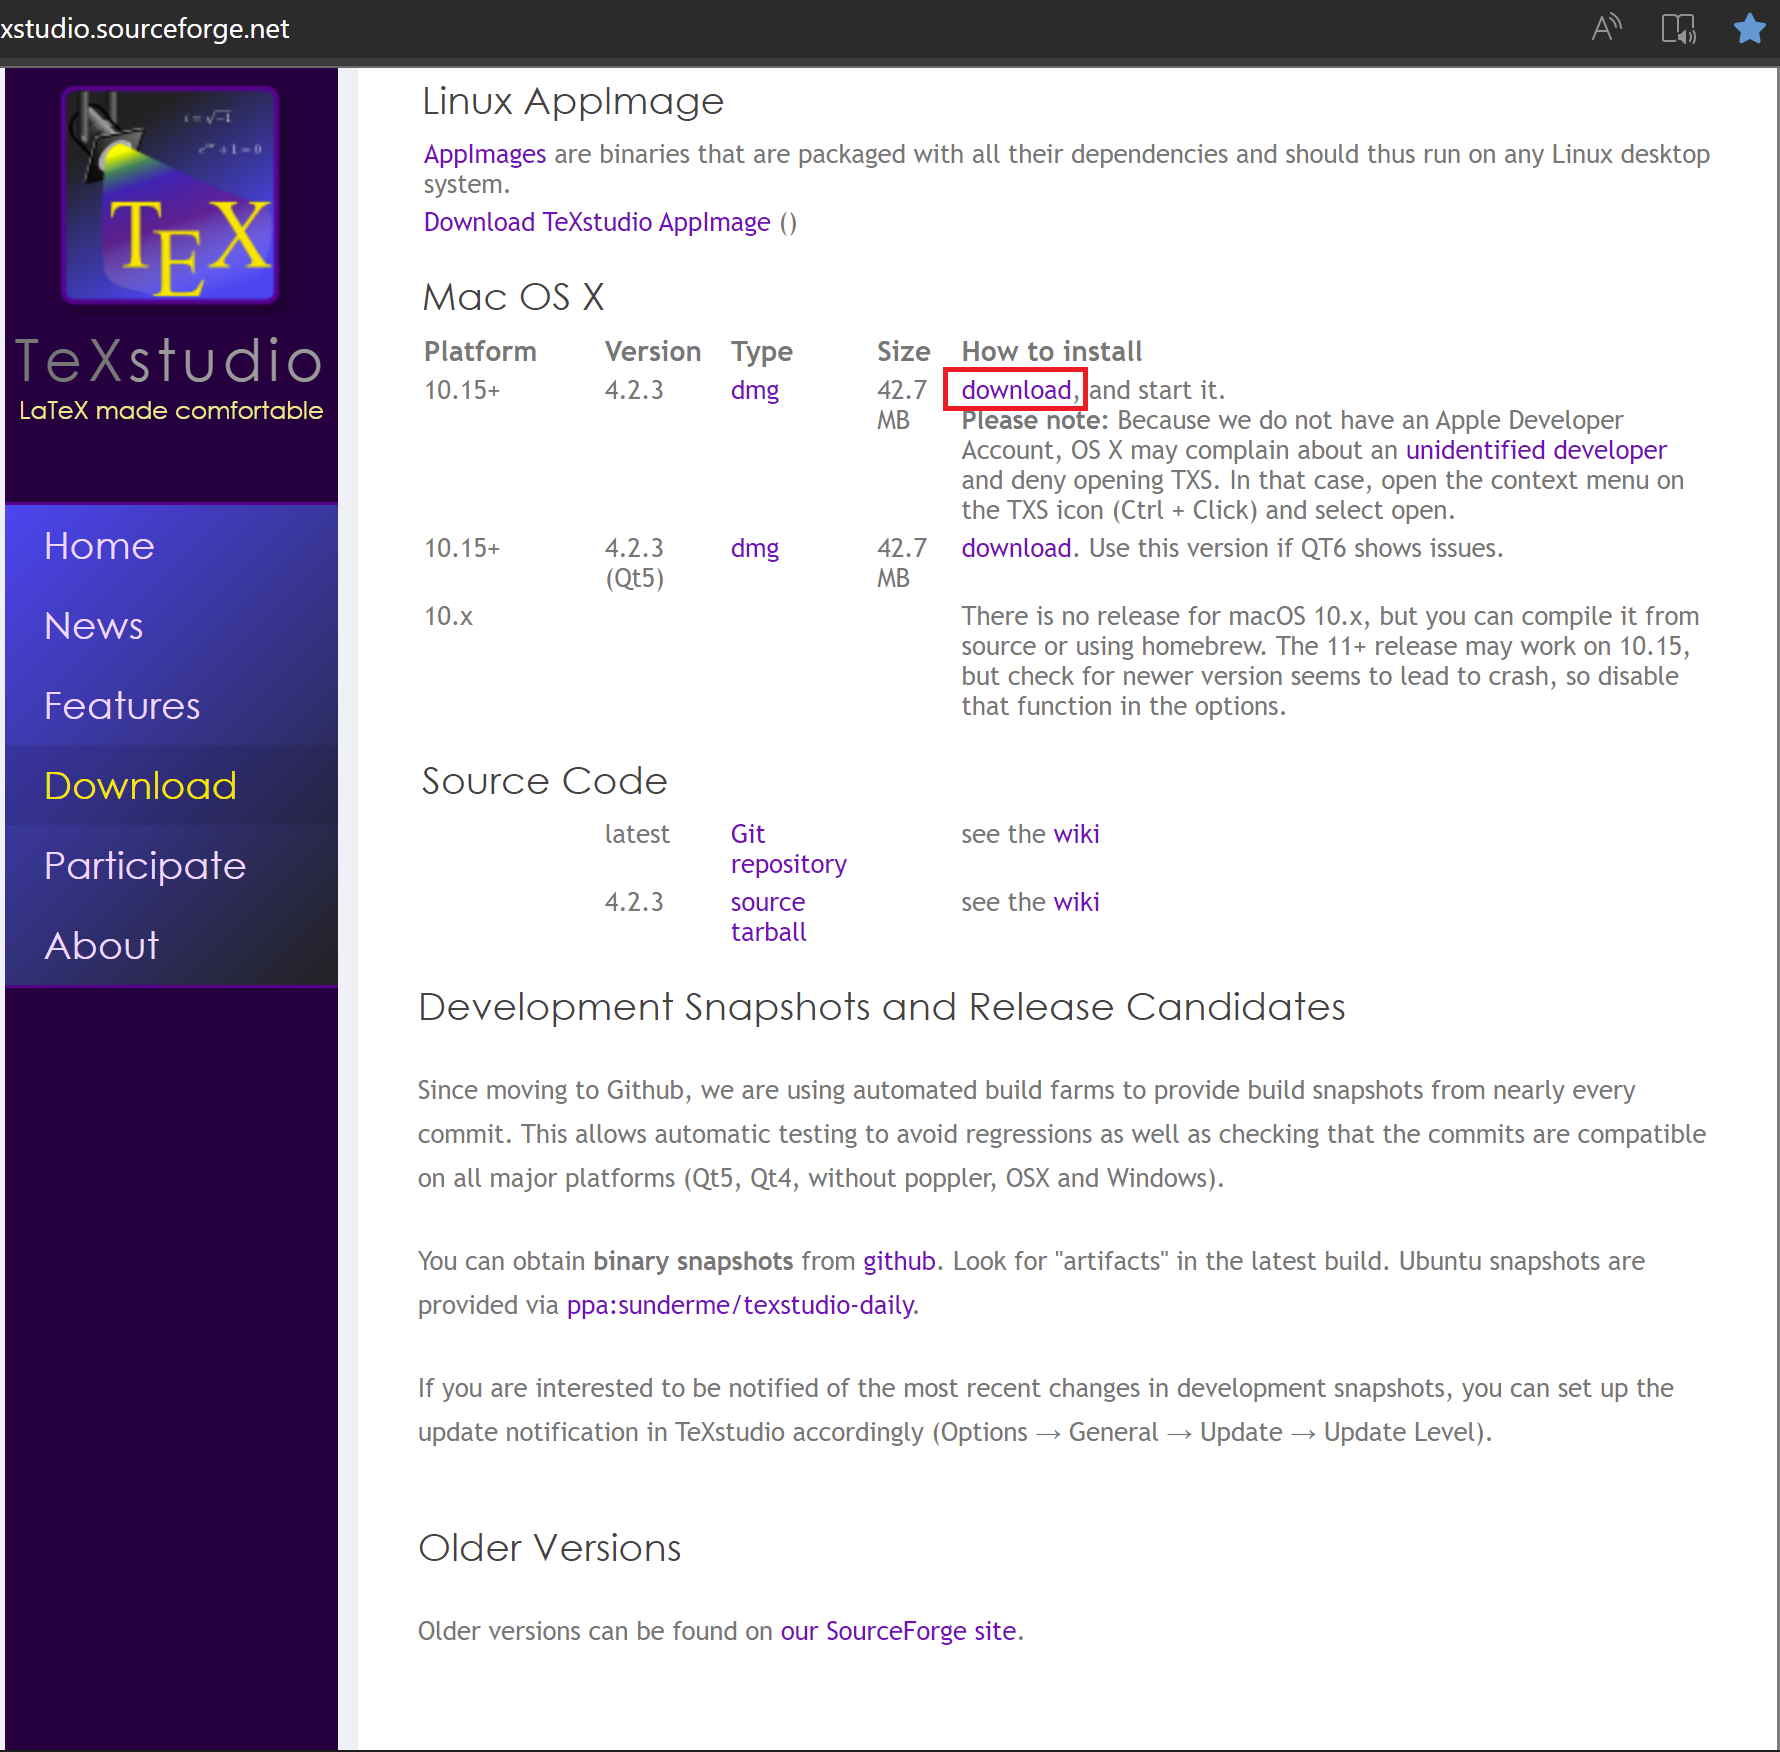 xstudio.sourceforge.net
i = √-1
e^iπ + 1 = 0
TEX
TeXstudio
LaTeX made comfortable
Home
News
Features
Download
Participate
About
Linux AppImage
AppImages are binaries that are packaged with all their dependencies and should thus run on any Linux desktop
system.
Download TeXstudio AppImage ()
Mac OS X
Platform Version Type Size How to install
10.15+ 4.2.3 dmg 42.7 download, and start it.
MB Please note: Because we do not have an Apple Developer
Account, OS X may complain about an unidentified developer
and deny opening TXS. In that case, open the context menu on
the TXS icon (Ctrl + Click) and select open.
10.15+ 4.2.3 dmg 42.7 download. Use this version if QT6 shows issues.
(Qt5) MB
10.x There is no release for macOS 10.x, but you can compile it from
source or using homebrew. The 11+ release may work on 10.15,
but check for newer version seems to lead to crash, so disable
that function in the options.
Source Code
latest Git see the wiki
repository
4.2.3 source see the wiki
tarball
Development Snapshots and Release Candidates
Since moving to Github, we are using automated build farms to provide build snapshots from nearly every
commit. This allows automatic testing to avoid regressions as well as checking that the commits are compatible
on all major platforms (Qt5, Qt4, without poppler, OSX and Windows).
You can obtain binary snapshots from github. Look for "artifacts" in the latest build. Ubuntu snapshots are
provided via ppa:sunderme/texstudio-daily.
If you are interested to be notified of the most recent changes in development snapshots, you can set up the
update notification in TeXstudio accordingly (Options → General → Update → Update Level).
Older Versions
Older versions can be found on our SourceForge site.